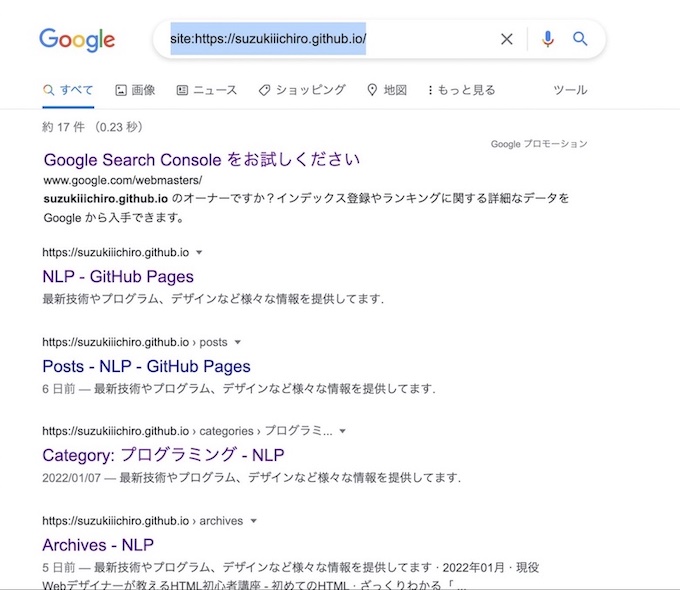 Google
site:https://suzukiiichiro.github.io/
すべて 画像 ニュース ショッピング 地図 もっと見る ツール
約 17 件 （0.23 秒）
Google プロモーション
Google Search Console をお試しください
www.google.com/webmasters/
suzukiiichiro.github.io のオーナーですか？インデックス登録やランキングに関する詳細なデータを
Google から入手できます。
https://suzukiiichiro.github.io
NLP - GitHub Pages
最新技術やプログラム、デザインなど様々な情報を提供してます.
https://suzukiiichiro.github.io › posts
Posts - NLP - GitHub Pages
6 日前 — 最新技術やプログラム、デザインなど様々な情報を提供してます.
https://suzukiiichiro.github.io › categories › プログラミ...
Category: プログラミング - NLP
2022/01/07 — 最新技術やプログラム、デザインなど様々な情報を提供してます.
https://suzukiiichiro.github.io › archives
Archives - NLP
5 日前 — 最新技術やプログラム、デザインなど様々な情報を提供してます · 2022年01月 · 現役
Webデザイナーが教えるHTML初心者講座 - 初めてのHTML · ざっくりわかる「 ...